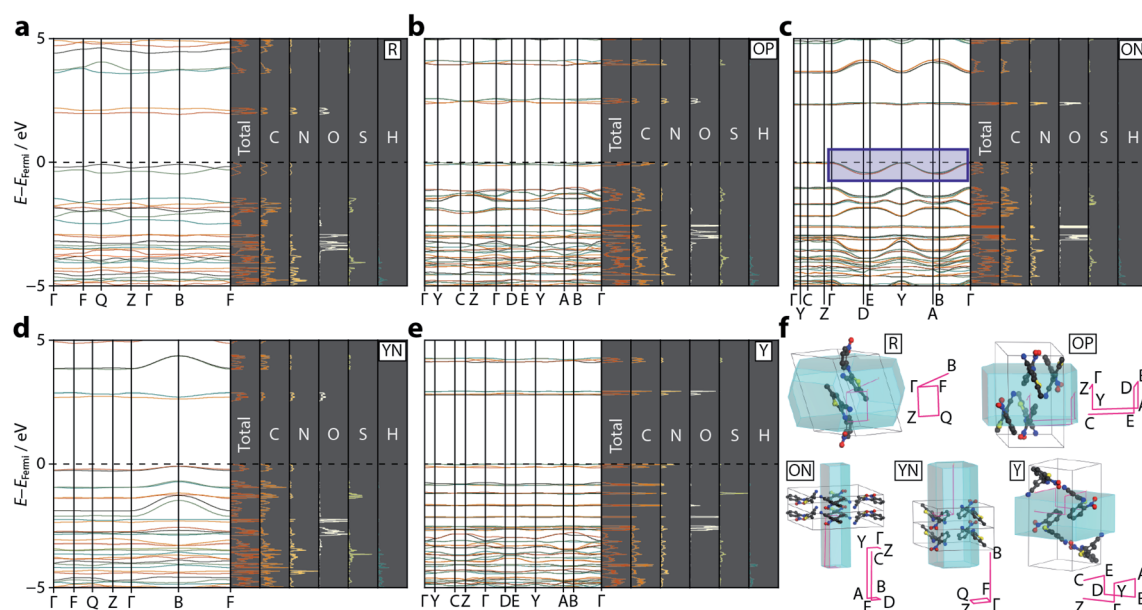 a
R
5
0
−5
E−E_Fermi / eV
Γ F Q Z Γ B F
Total C N O S H
b
OP
Γ Y C Z Γ D E Y A B Γ
Total C N O S H
c
ON
Γ C Γ E Y B Γ
Y Z D A
Total C N O S H
d
YN
5
0
−5
E−E_Fermi / eV
Γ F Q Z Γ B F
Total C N O S H
e
Y
Γ Y C Z Γ D E Y A B Γ
Total C N O S H
f
R
B
Γ F
Z Q
OP
Z Γ D B
Y A
C E
ON
Y Γ
Z
C
B
A D
E
YN
B
Q F
Z Γ
Y
C E A
D Y
Z Γ B